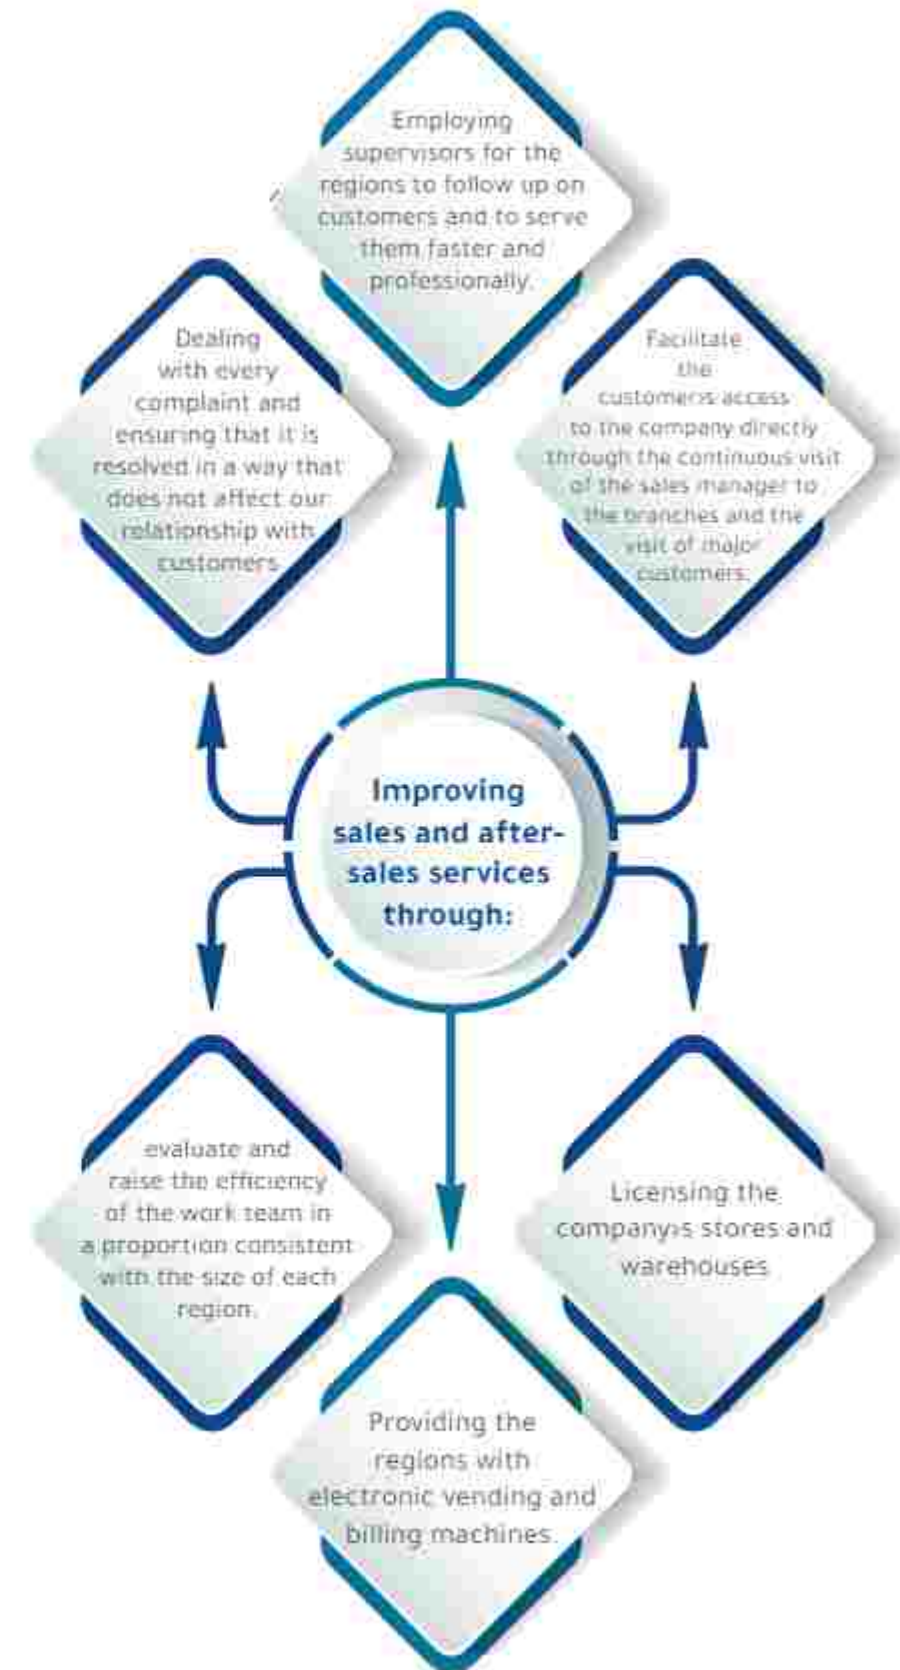 Employing
supervisors for the
regions to follow up on
customers and to serve
them faster and
professionally.
Dealing
with every
complaint and
ensuring that it is
resolved in a way that
does not affect our
relationship with
customers
Facilitate
the
customeris access
to the company directly
through the continuous visit
of the sales manager to
the branches and the
visit of major
customers.
Improving
sales and after-
sales services
through:
evaluate and
raise the efficiency
of the work team in
a proportion consistent
with the size of each
region.
Licensing the
companyis stores and
warehouses
Providing the
regions with
electronic vending and
billing machines.